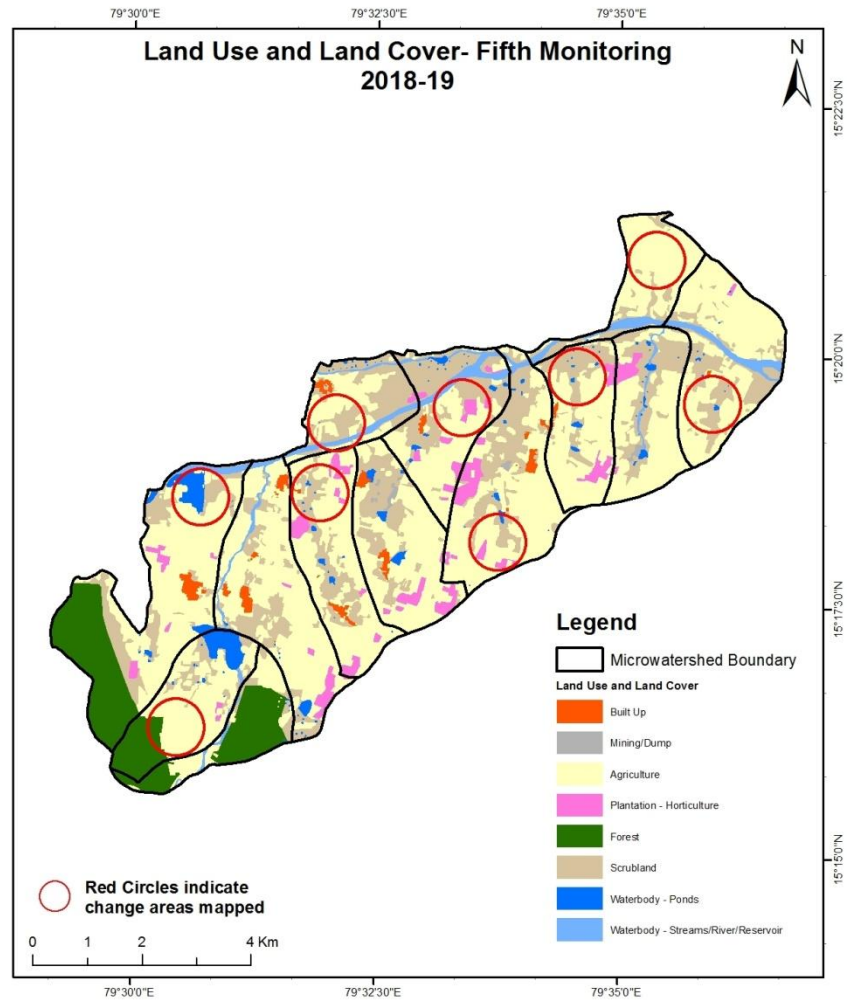 79°30'0"E
79°32'30"E
79°35'0"E
Land Use and Land Cover- Fifth Monitoring
2018-19
N
15°22'30"N
15°20'0"N
15°17'30"N
15°15'0"N
Legend
Microwatershed Boundary
Land Use and Land Cover
Built Up
Mining/Dump
Agriculture
Plantation - Horticulture
Forest
Scrubland
Waterbody - Ponds
Waterbody - Streams/River/Reservoir
Red Circles indicate
change areas mapped
0 1 2 4 Km
79°30'0"E
79°32'30"E
79°35'0"E